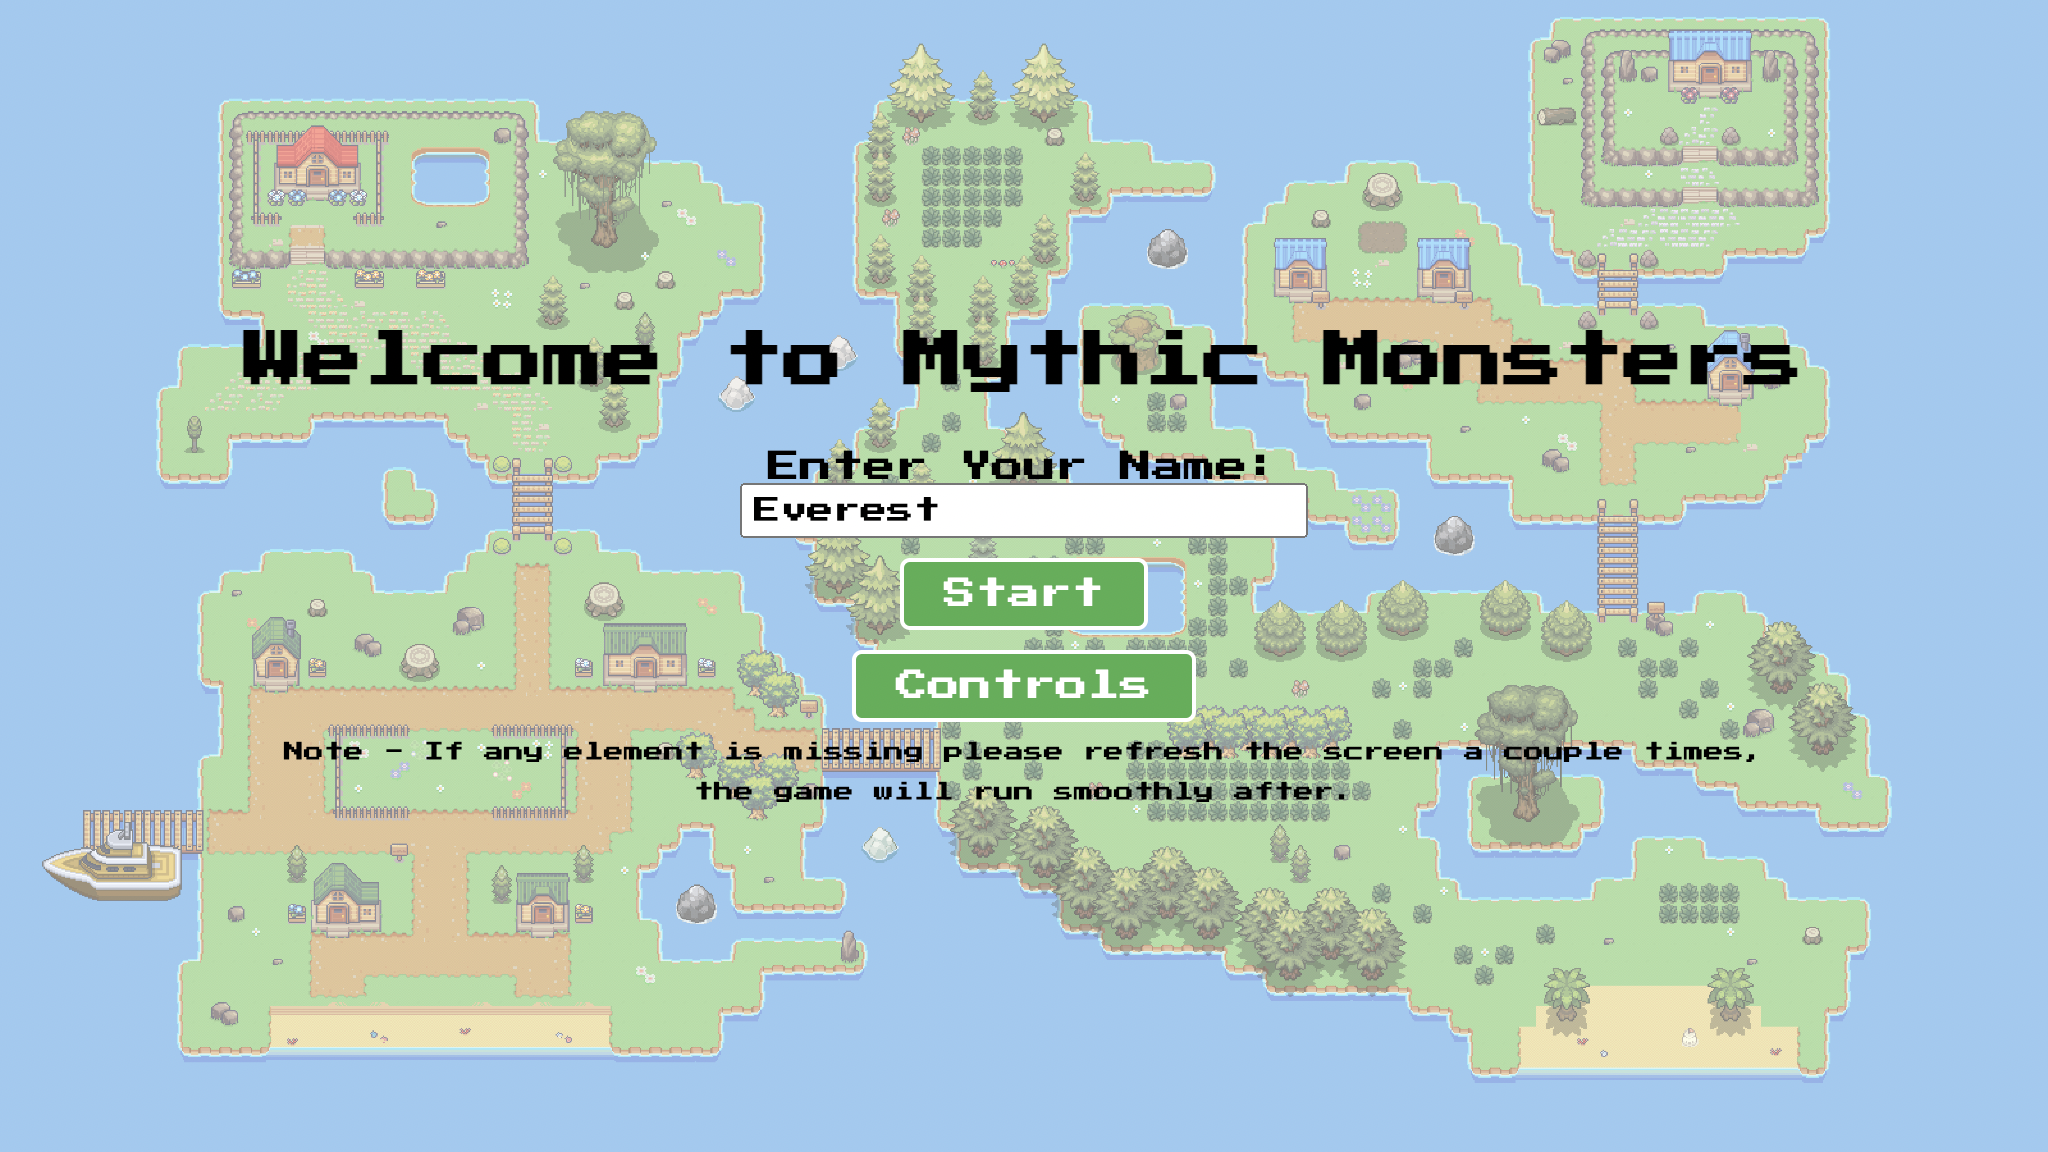 Welcome to Mythic Monsters
Enter Your Name:
Everest
Start
Controls
Note - If any element is missing please refresh the screen a couple times,
the game will run smoothly after.